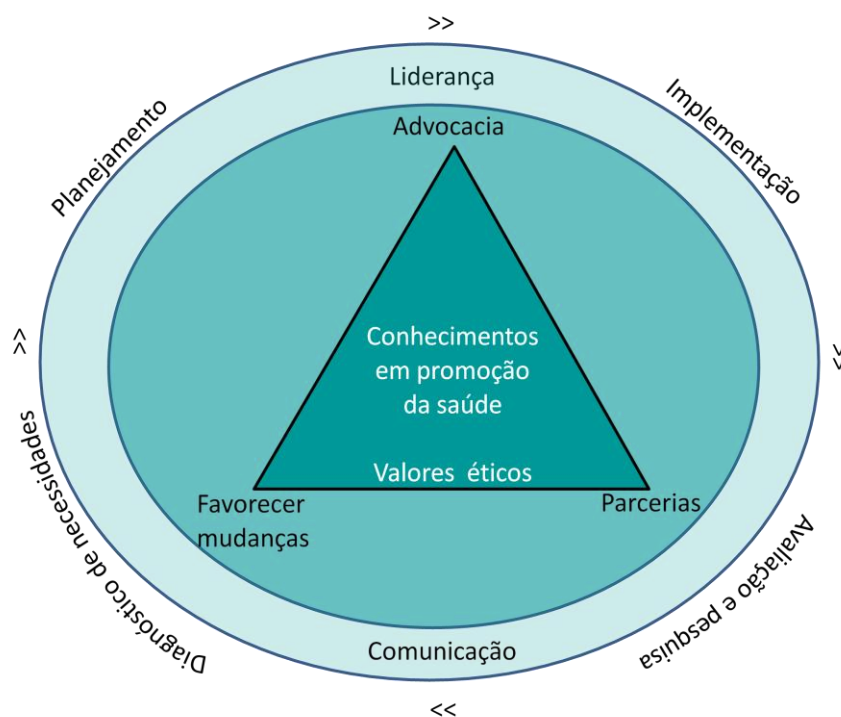 >>
Liderança
Advocacia
Planejamento
Implementação
Conhecimentos
em promoção
da saúde
Valores éticos
>>
>>
Favorecer
mudanças
Parcerias
Diagnóstico de necessidades
Avaliação e pesquisa
Comunicação
>>